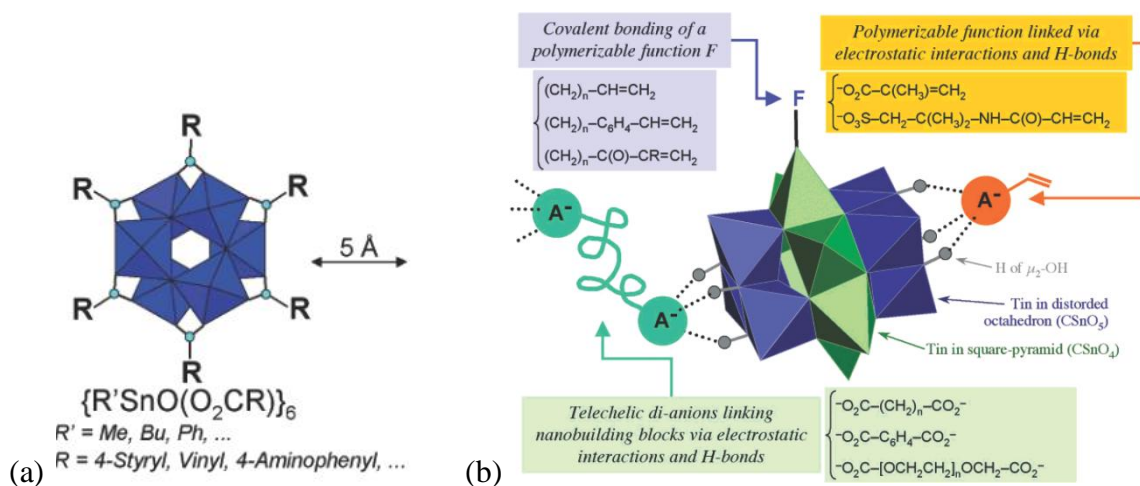 R
R
R
R
R
R
5 Å
{R'SnO(O₂CR)}₆
R' = Me, Bu, Ph, ...
R = 4-Styryl, Vinyl, 4-Aminophenyl, ...
(a)
Covalent bonding of a
polymerizable function F
(CH₂)ₙ–CH=CH₂
(CH₂)ₙ–C₆H₄–CH=CH₂
(CH₂)ₙ–C(O)–CR=CH₂
Polymerizable function linked via
electrostatic interactions and H-bonds
⁻O₂C–C(CH₃)=CH₂
⁻O₃S–CH₂–C(CH₃)₂–NH–C(O)–CH=CH₂
F
A⁻
A⁻
A⁻
H of μ₂-OH
Tin in distorded
octahedron (CSnO₅)
Tin in square-pyramid (CSnO₄)
Telechelic di-anions linking
nanobuilding blocks via electrostatic
interactions and H-bonds
⁻O₂C–(CH₂)ₙ–CO₂⁻
⁻O₂C–C₆H₄–CO₂⁻
⁻O₂C–[OCH₂CH₂]ₙOCH₂–CO₂⁻
(b)